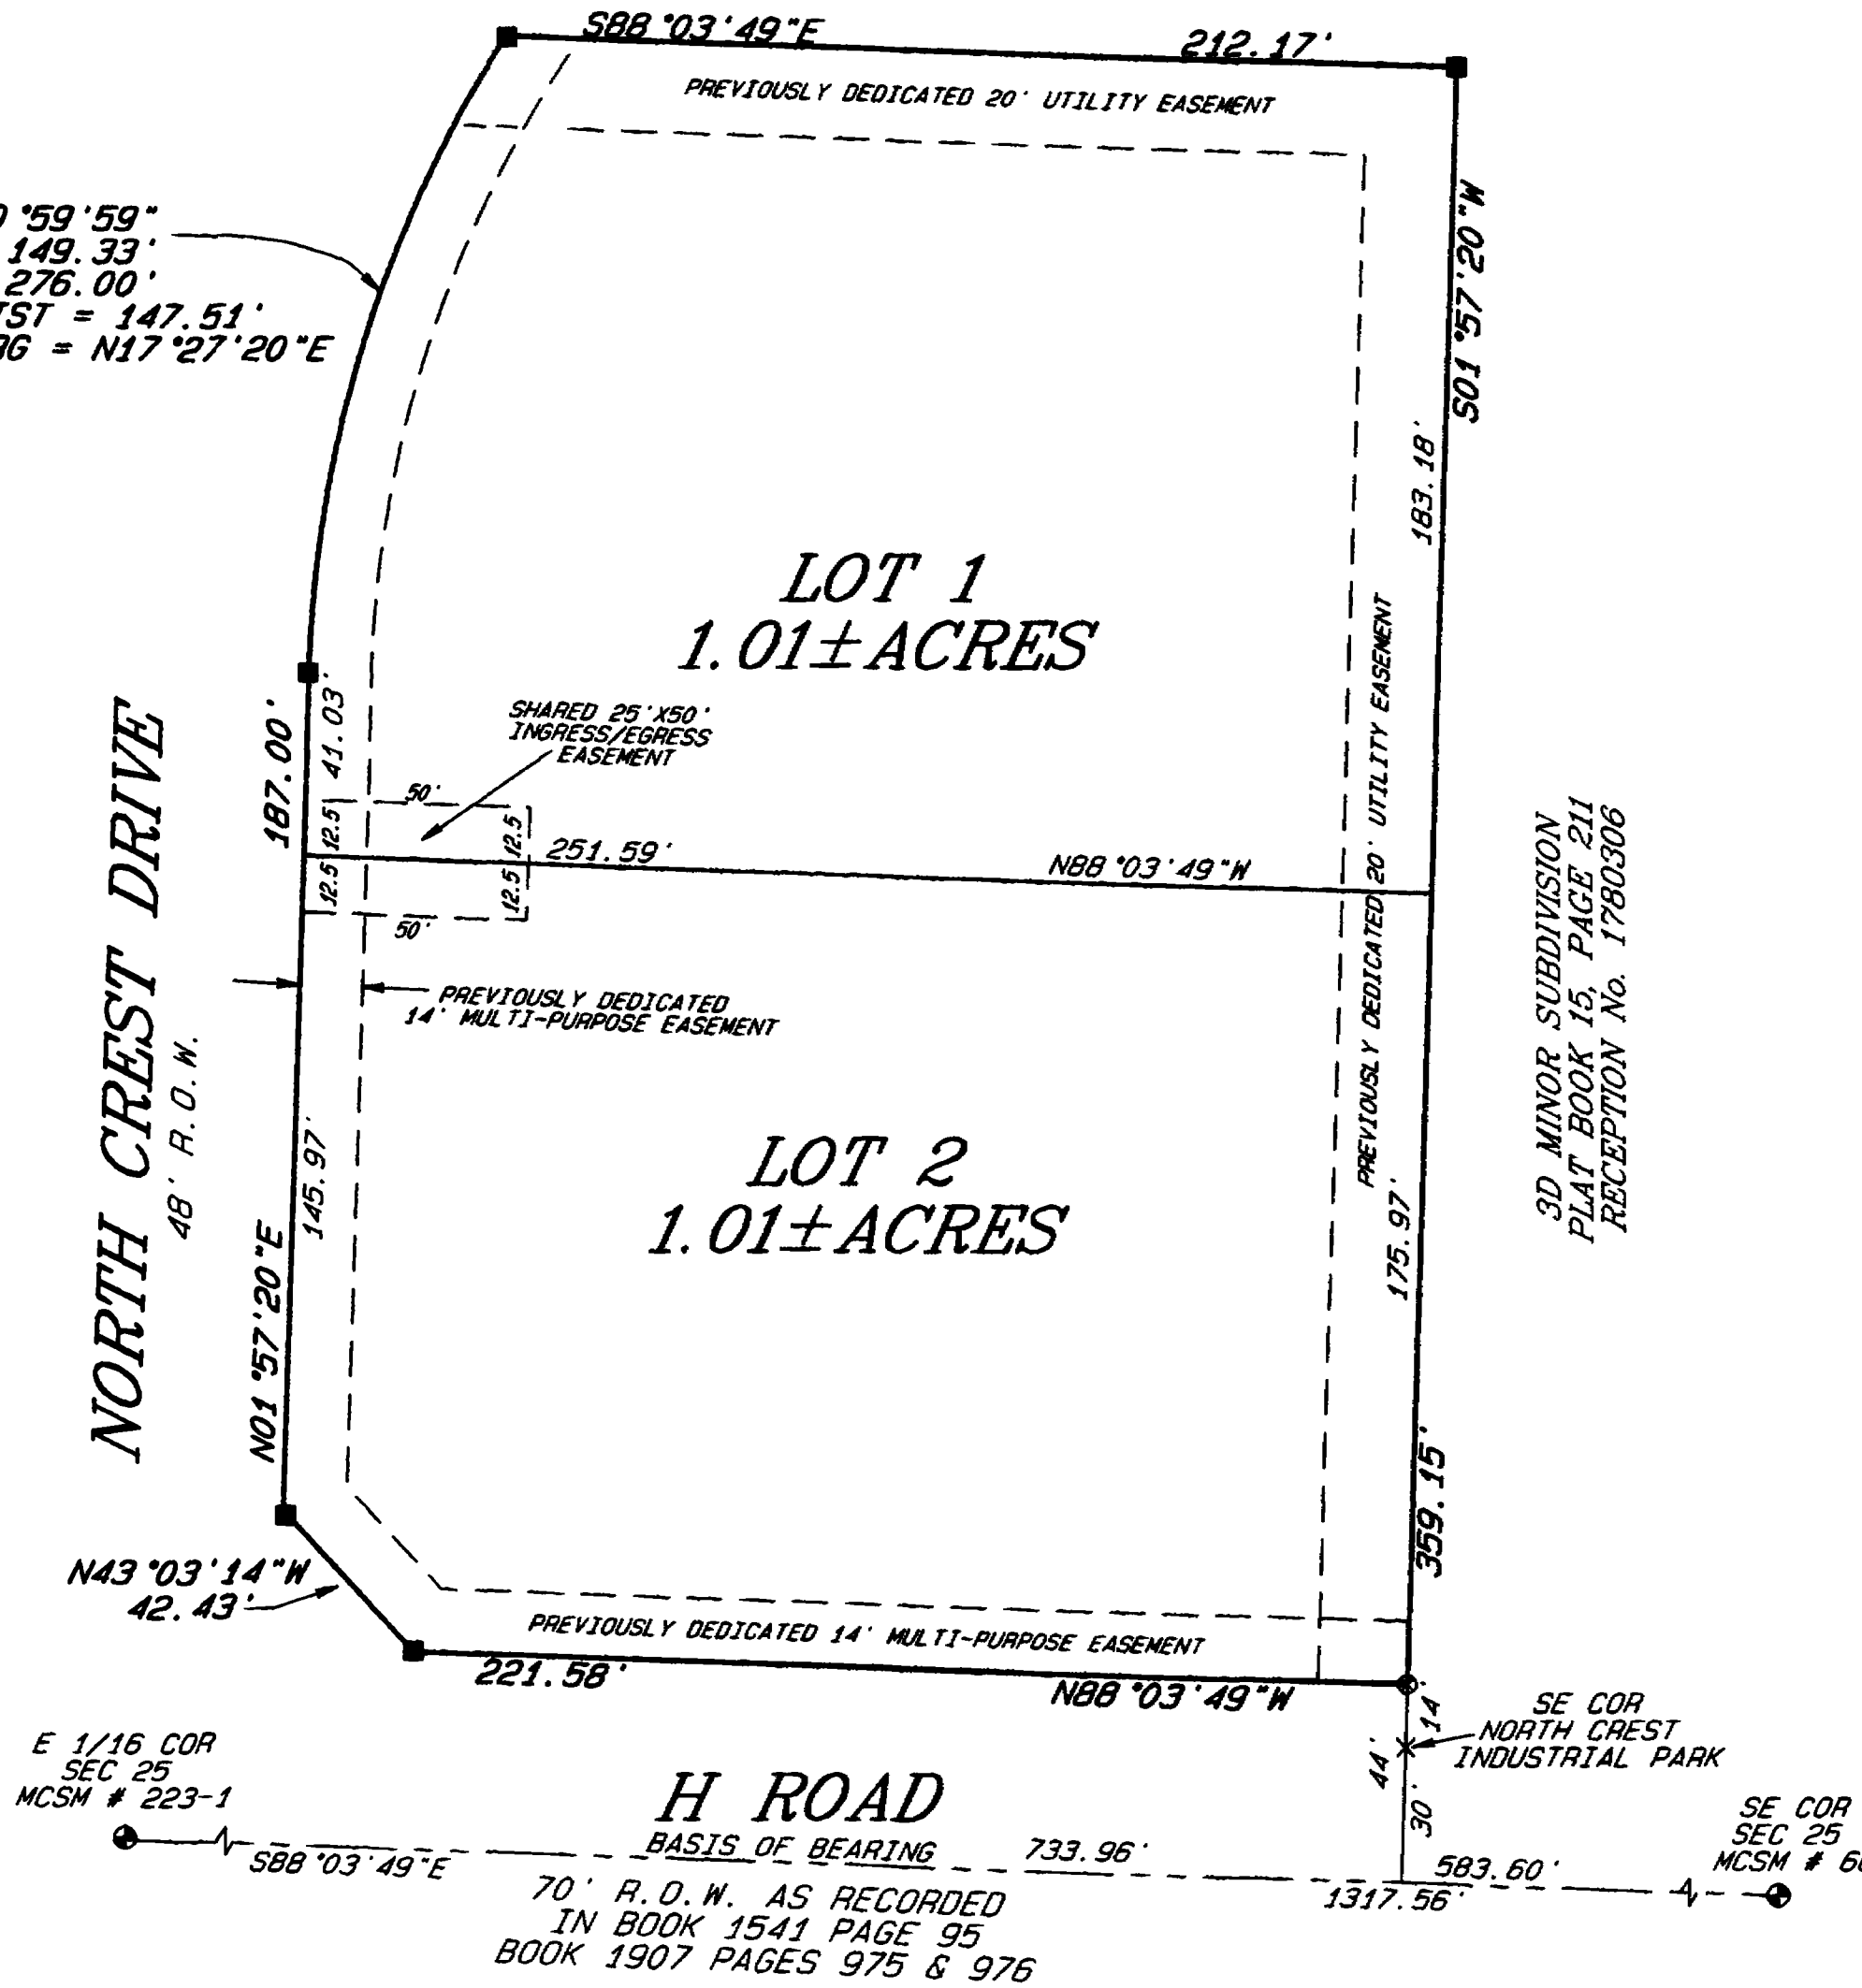 S88°03'49"E
212.17'
PREVIOUSLY DEDICATED 20' UTILITY EASEMENT
°59'59"
149.33'
276.00'
IST = 147.51'
= N17°27'20"E
S01°57'20"W
183.18'
LOT 1
1.01±ACRES
PREVIOUSLY DEDICATED 20' UTILITY EASEMENT
41.03'
187.00'
SHARED 25'X50'
INGRESS/EGRESS
EASEMENT
50'
12.5
12.5
251.59'
N88°03'49"W
12.5
12.5
50'
NORTH CREST DRIVE
48' R.O.W.
PREVIOUSLY DEDICATED
14' MULTI-PURPOSE EASEMENT
3D MINOR SUBDIVISION
PLAT BOOK 15, PAGE 211
RECEPTION No. 1780306
145.97'
LOT 2
1.01±ACRES
175.97'
N01°57'20"E
359.15'
N43°03'14"W
42.43'
PREVIOUSLY DEDICATED 14' MULTI-PURPOSE EASEMENT
221.58'
N88°03'49"W
14'
44'
30'
SE COR
NORTH CREST
INDUSTRIAL PARK
E 1/16 COR
SEC 25
MCSM # 223-1
H ROAD
BASIS OF BEARING
733.96'
S88°03'49"E
583.60'
1317.56'
SE COR
SEC 25
MCSM #
70' R.O.W. AS RECORDED
IN BOOK 1541 PAGE 95
BOOK 1907 PAGES 975 & 976